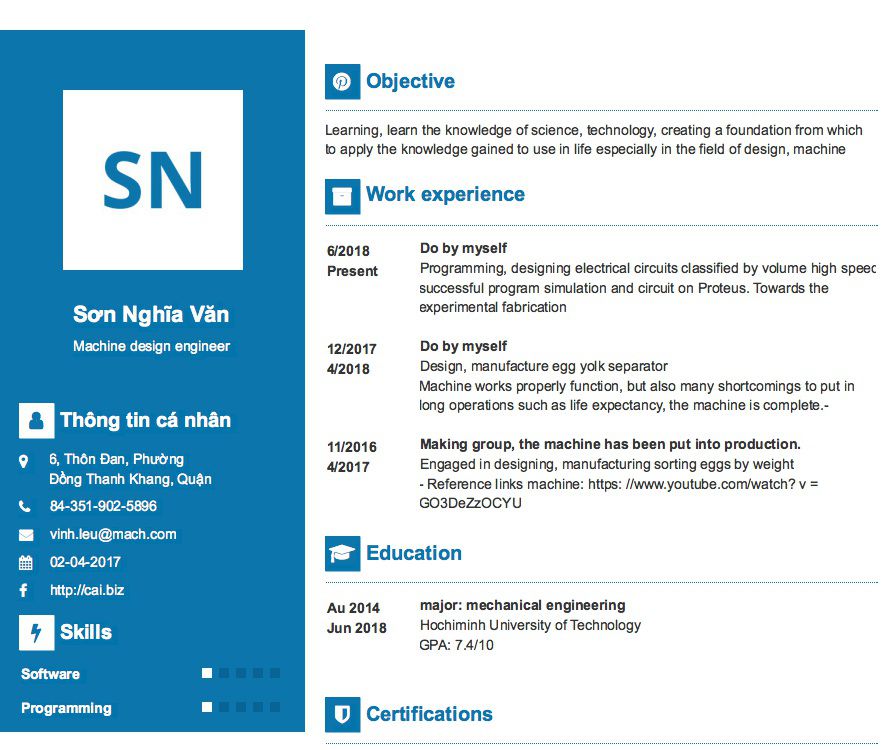 SN
Sơn Nghĩa Văn
Machine design engineer
Thông tin cá nhân
6, Thôn Đan, Phường
Đồng Thanh Khang, Quận
84-351-902-5896
vinh.leu@mach.com
02-04-2017
http://cai.biz
Skills
Software
Programming
Objective
Learning, learn the knowledge of science, technology, creating a foundation from which
to apply the knowledge gained to use in life especially in the field of design, machine
Work experience
6/2018
Present
Do by myself
Programming, designing electrical circuits classified by volume high speed
successful program simulation and circuit on Proteus. Towards the
experimental fabrication
12/2017
4/2018
Do by myself
Design, manufacture egg yolk separator
Machine works properly function, but also many shortcomings to put in
long operations such as life expectancy, the machine is complete.-
11/2016
4/2017
Making group, the machine has been put into production.
Engaged in designing, manufacturing sorting eggs by weight
- Reference links machine: https: //www.youtube.com/watch? v =
GO3DeZzOCYU
Education
Au 2014
Jun 2018
major: mechanical engineering
Hochiminh University of Technology
GPA: 7.4/10
Certifications